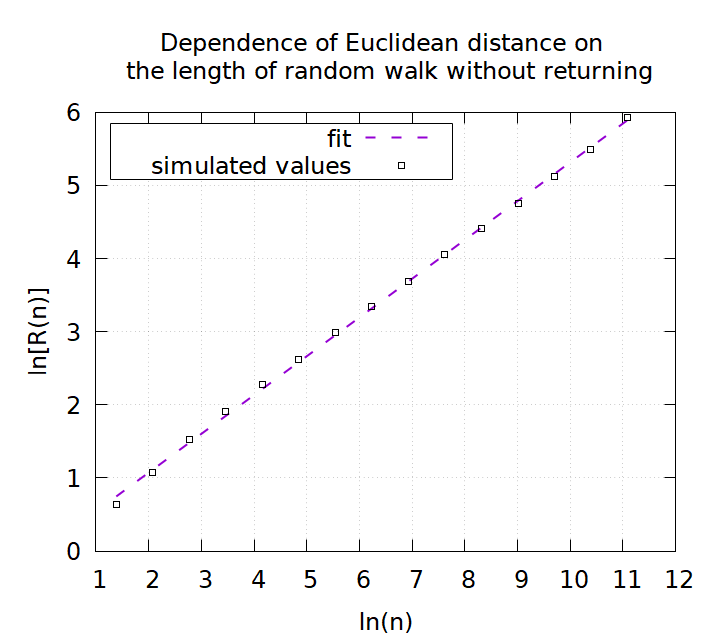 Dependence of Euclidean distance on
the length of random walk without returning
fit
simulated values
6
5
4
3
2
1
0
ln[R(n)]
1 2 3 4 5 6 7 8 9 10 11 12
ln(n)